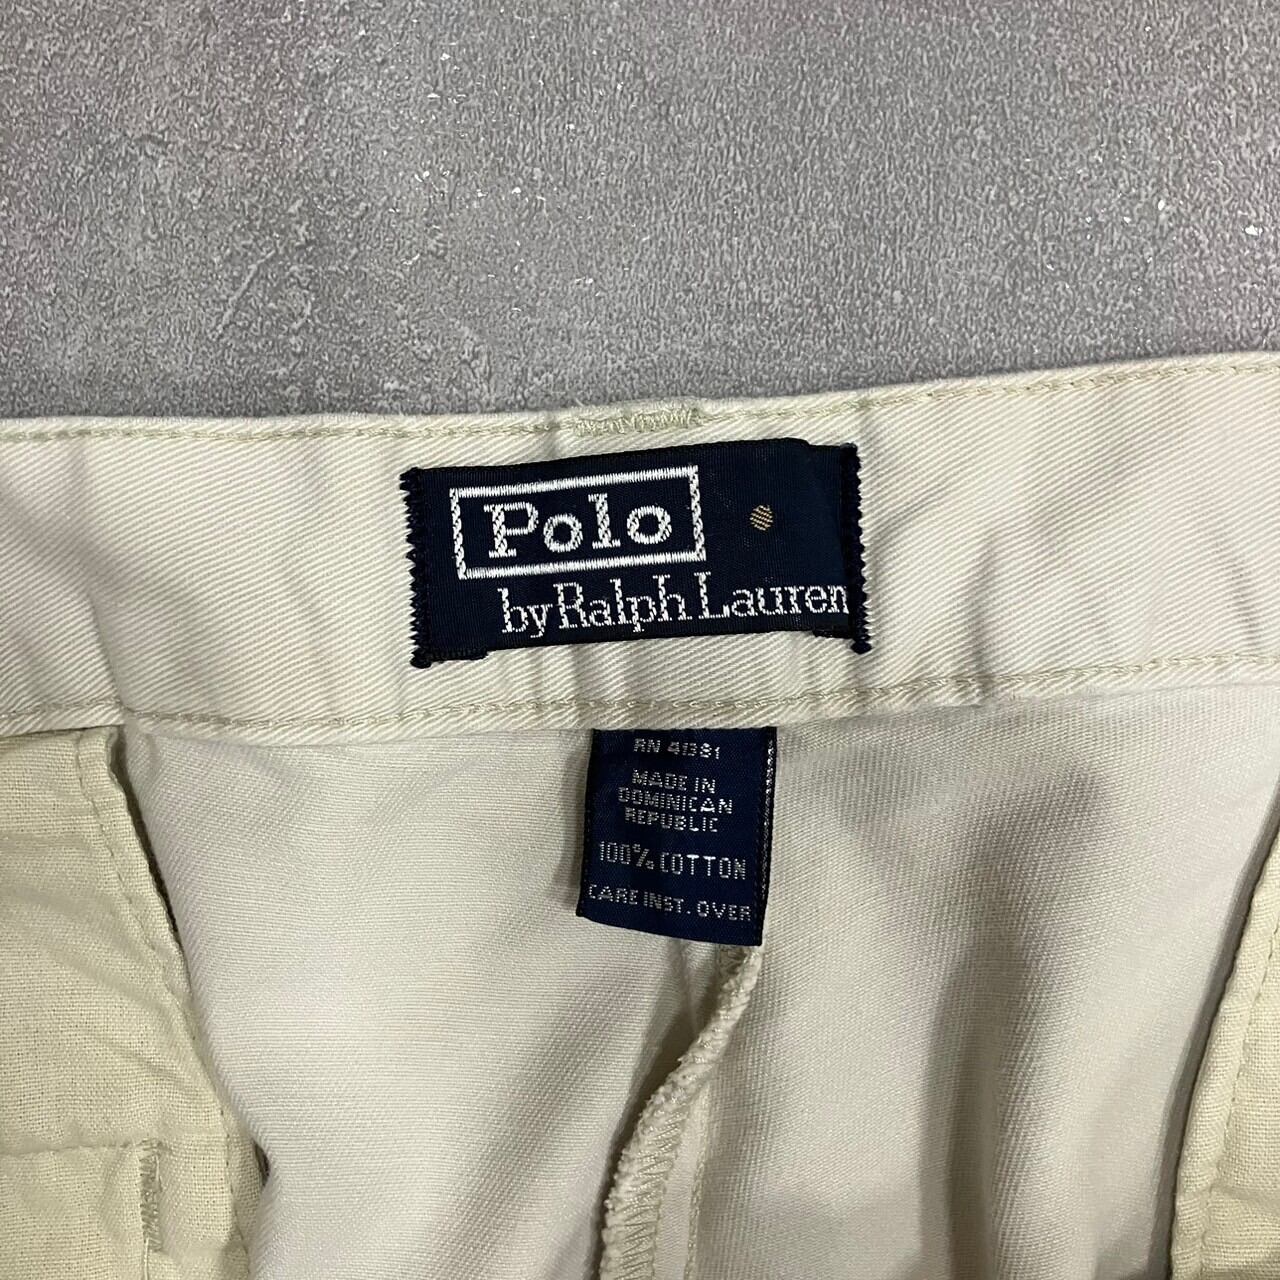 Polo
by Ralph Lauren
RN 41381
MADE IN
DOMINICAN
REPUBLIC
100% COTTON
CARE INST. OVER